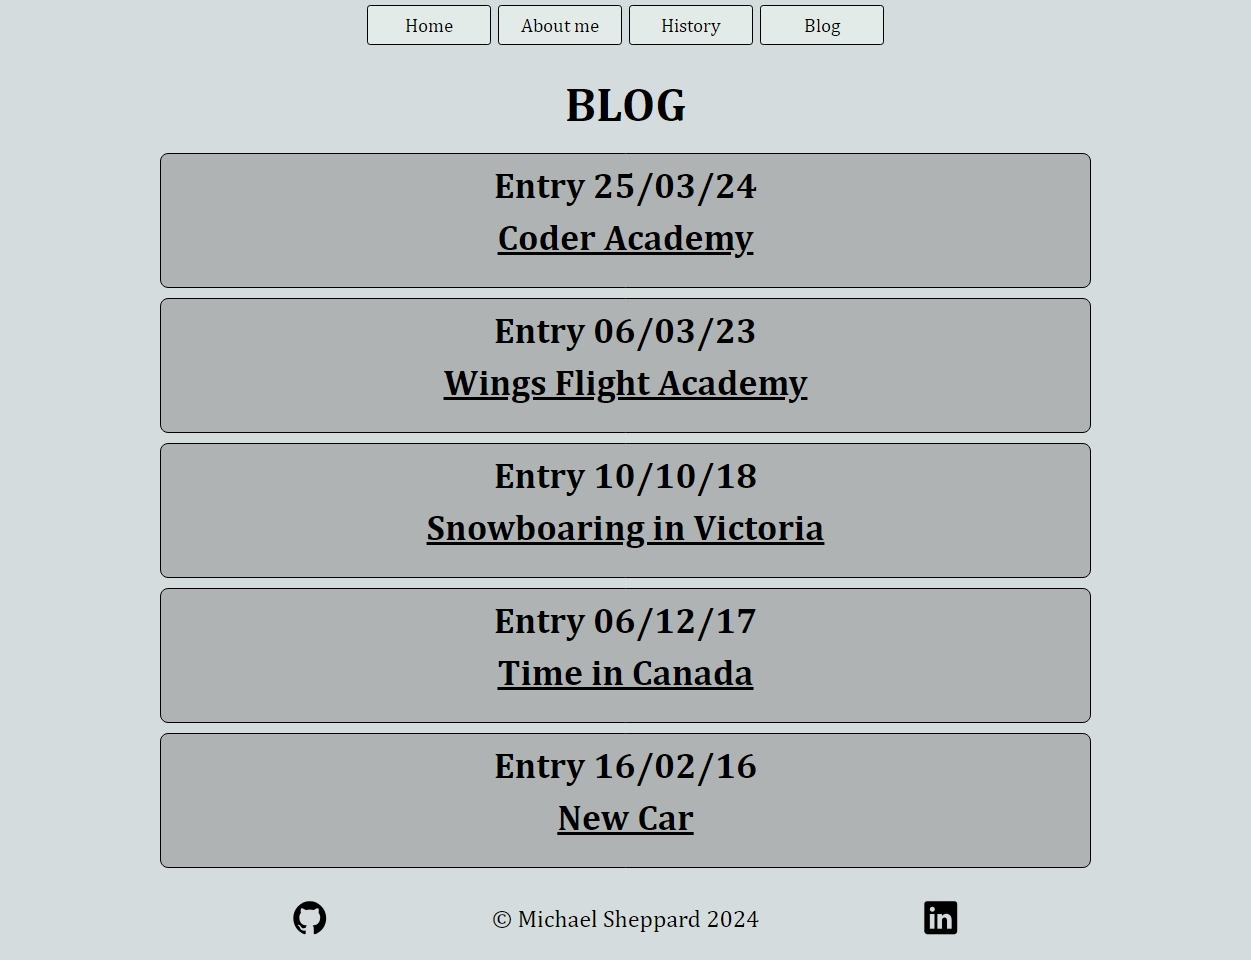 Home
About me
History
Blog
BLOG
Entry 25/03/24
Coder Academy
Entry 06/03/23
Wings Flight Academy
Entry 10/10/18
Snowboaring in Victoria
Entry 06/12/17
Time in Canada
Entry 16/02/16
New Car
© Michael Sheppard 2024
in